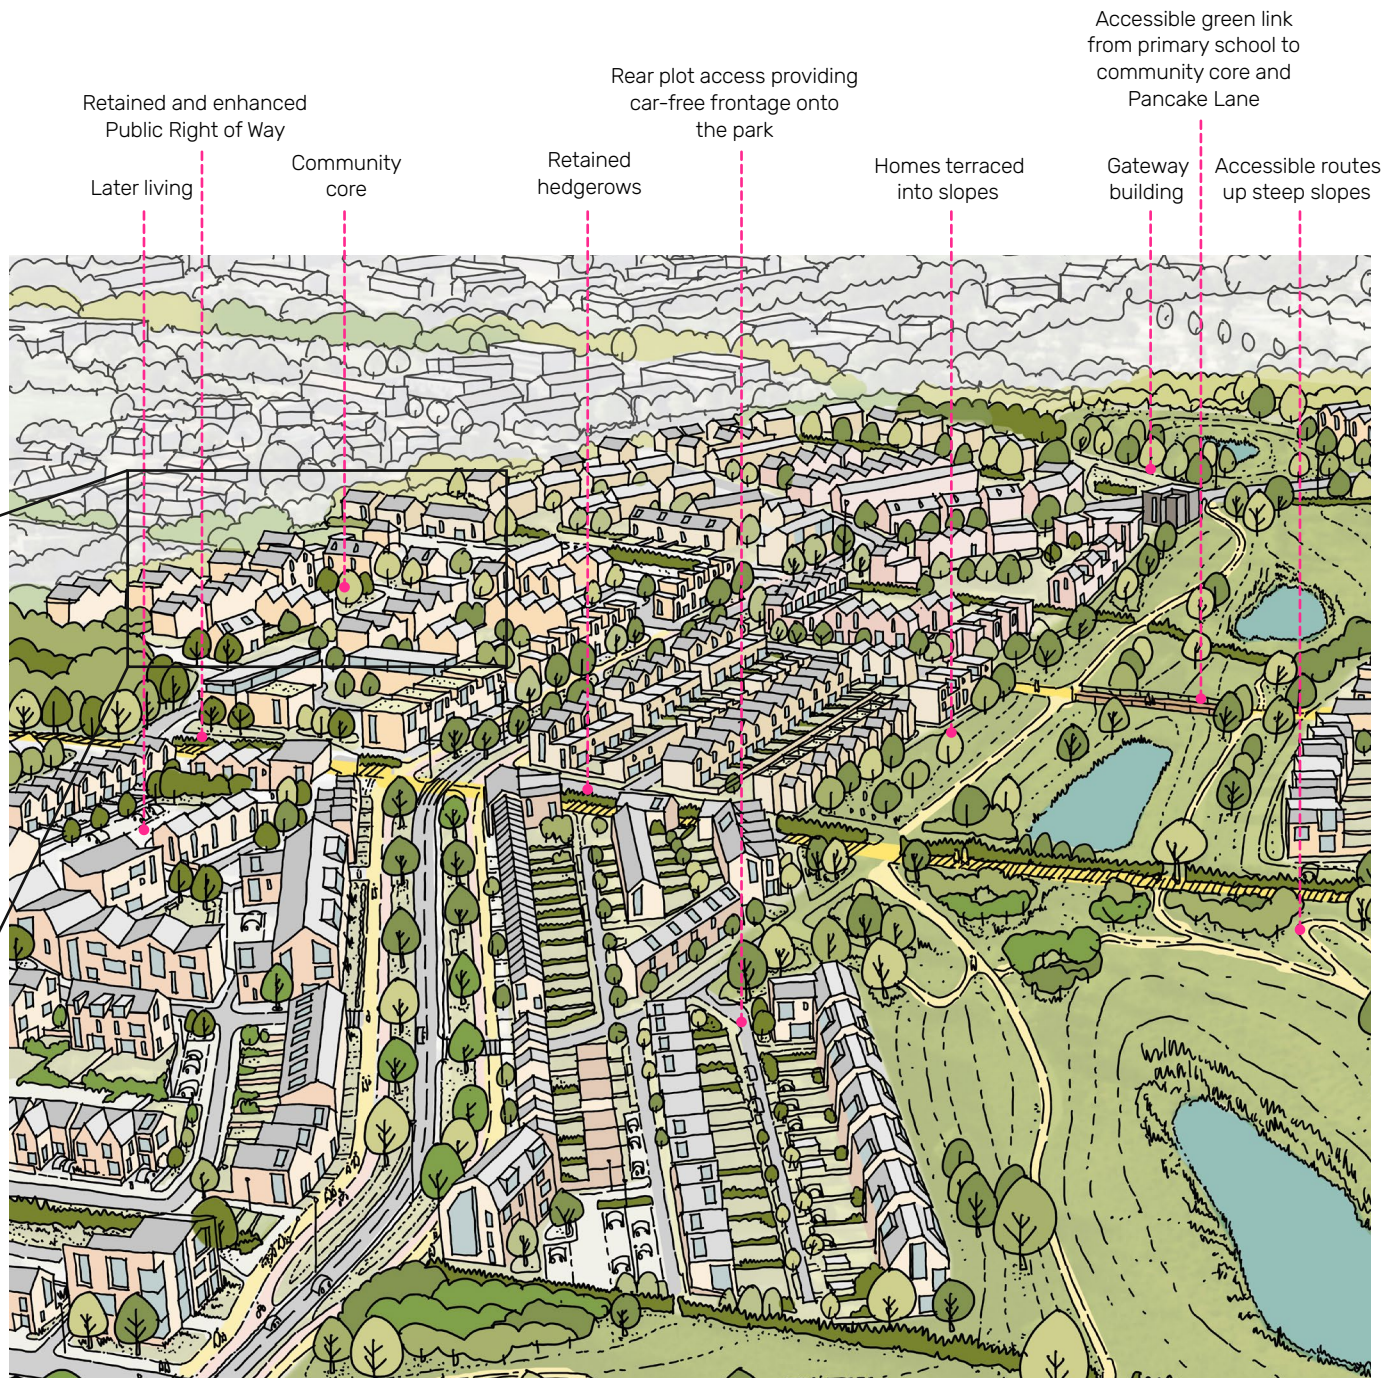 Accessible green link
from primary school to
community core and
Pancake Lane
Rear plot access providing
car-free frontage onto
the park
Retained and enhanced
Public Right of Way
Later living
Community
core
Retained
hedgerows
Homes terraced
into slopes
Gateway
building
Accessible routes
up steep slopes